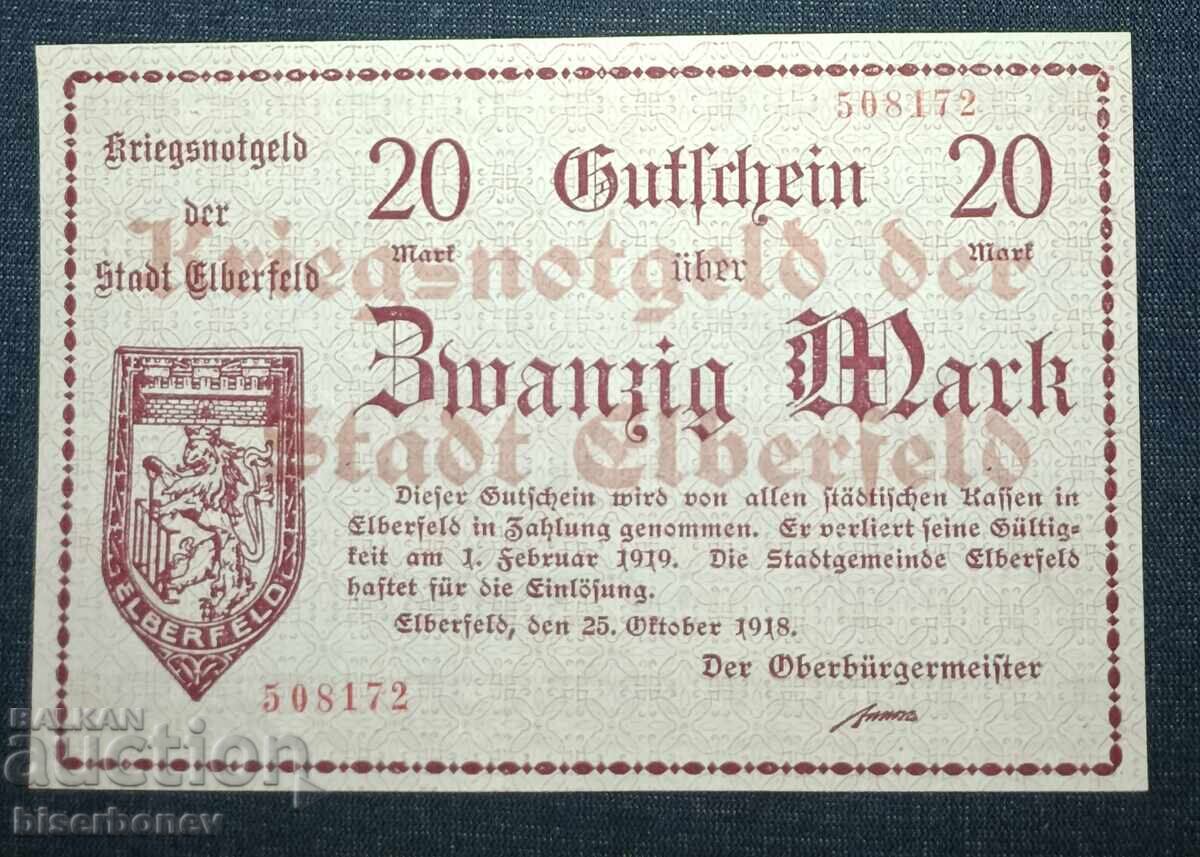 508172
Kriegsnotgeld
der
Stadt Elberfeld
20
Mark
Gutschein
über
20
Mark
Kriegsnotgeld der
Stadt Elberfeld
Zwanzig Mark
Dieser Gutschein wird von allen städtischen Kassen in
Elberfeld in Zahlung genommen. Er verliert seine Gültig-
keit am 1. Februar 1919. Die Stadtgemeinde Elberfeld
haftet für die Einlösung.
Elberfeld, den 25. Oktober 1918.
Der Oberbürgermeister
ELBERFELD
508172
BALKAN
auction
biserboney